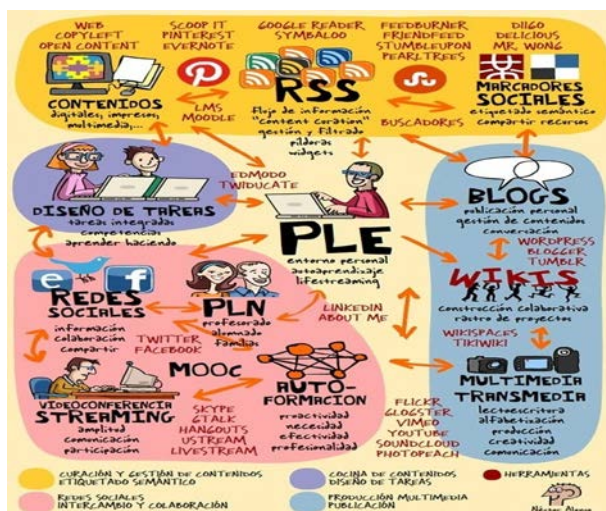 WEB
COPYLEFT
OPEN CONTENT
SCOOP IT
PINTEREST
EVERNOTE
GOOGLE READER
SYMBALOO
FEEDBURNER
FRIENDFEED
STUMBLEUPON
PEARLTREES
DIIGO
DELICIOUS
MR. WONG
CONTENIDOS
digitales, impresos,
multimedia,...
LMS
MOODLE
RSS
flujo de información
"content curation"
gestión y filtrado
píldoras
widgets
BUSCADORES
MARCADORES
SOCIALES
etiquetado semántico
compartir recursos
EDMODO
TWIDUCATE
DISEÑO DE TAREAS
tareas integradas
competencias
aprender haciendo
PLE
entorno personal
autoaprendizaje
lifestreaming
BLOGS
publicación personal
gestión de contenidos
conversación
WORDPRESS
BLOGGER
TUMBLR
WIKIS
construcción colaborativa
rastro de proyectos
WIKISPACES
TIKIWIKI
e
f
REDES
SOCIALES
información
colaboración
compartir
PLN
profesorado
alumnado
familias
LINKEDIN
ABOUT ME
TWITTER
FACEBOOK
MOOC
AUTO-
FORMACION
proactividad
necesidad
efectividad
profesionalidad
VIDEOCONFERENCIA
STREAMING
amplitud
comunicación
participación
SKYPE
GTALK
HANGOUTS
USTREAM
LIVESTREAM
FLICKR
GLOGSTER
VIMEO
YOUTUBE
SOUNDCLOUD
PHOTOPEACH
MULTIMEDIA
TRANSMEDIA
lectoescritura
alfabetización
producción
creatividad
comunicación
CURACIÓN Y GESTIÓN DE CONTENIDOS
ETIQUETADO SEMÁNTICO
COCINA DE CONTENIDOS
DISEÑO DE TAREAS
HERRAMIENTAS
REDES SOCIALES
INTERCAMBIO Y COLABORACIÓN
PRODUCCIÓN MULTIMEDIA
PUBLICACIÓN
Néstor Alonso